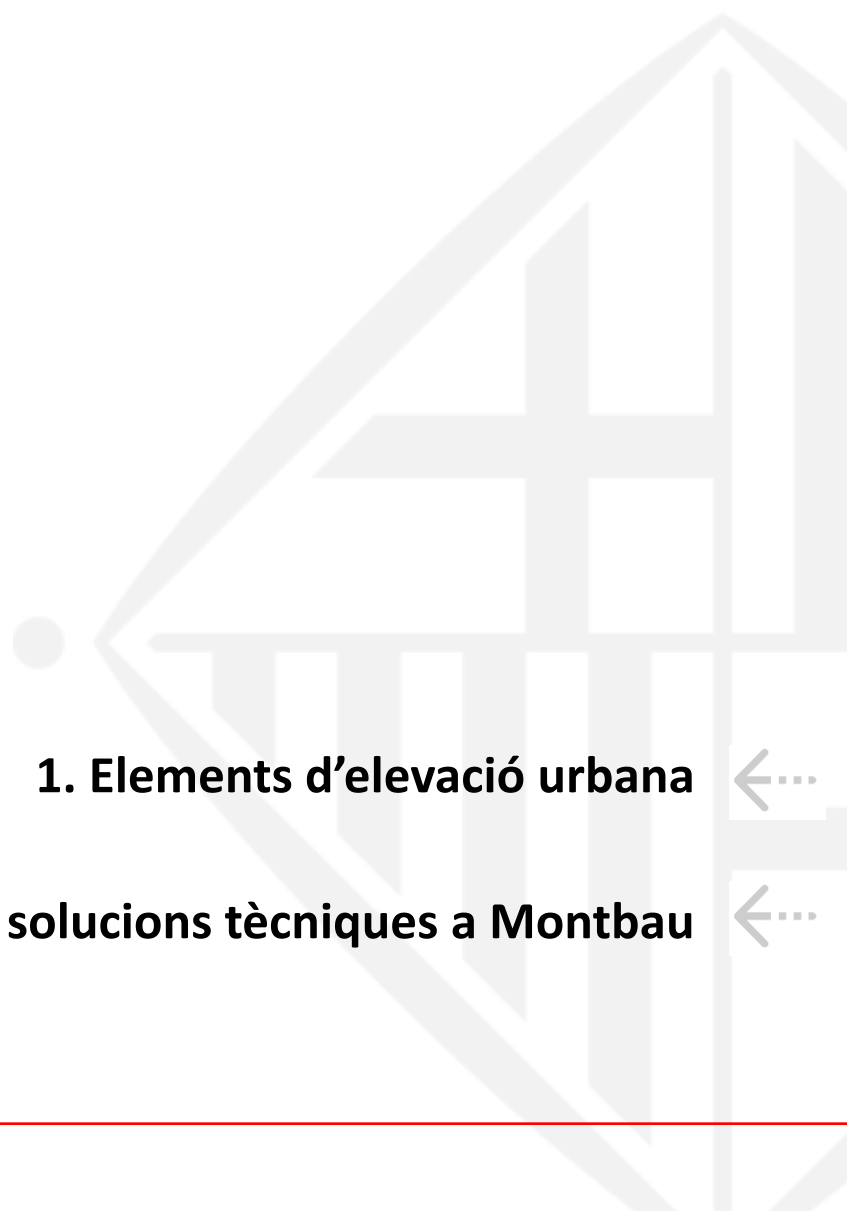 1. Elements d’elevació urbana
solucions tècniques a Montbau